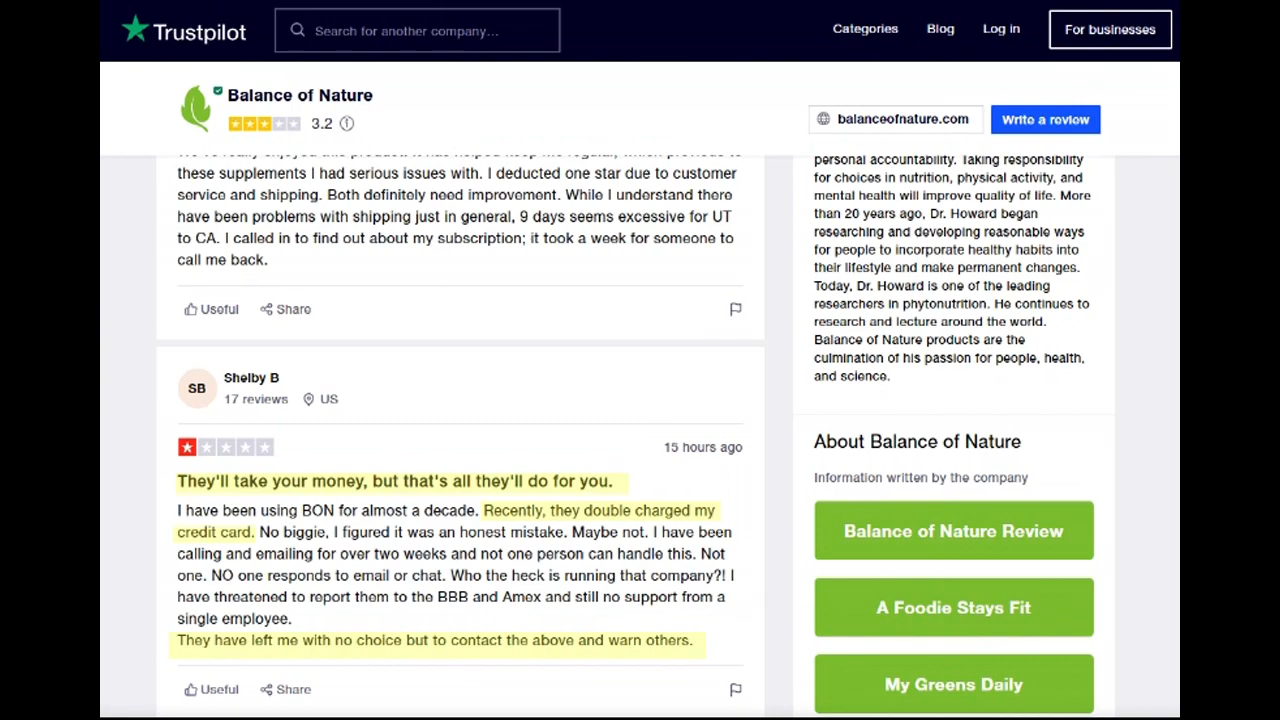 Trustpilot
Search for another company...
Categories
Blog
Log in
For businesses
Balance of Nature
3.2
balanceofnature.com
Write a review
these supplements I had serious issues with. I deducted one star due to customer
service and shipping. Both definitely need improvement. While I understand there
have been problems with shipping just in general, 9 days seems excessive for UT
to CA. I called in to find out about my subscription; it took a week for someone to
call me back.
Useful
Share
SB
Shelby B
17 reviews
US
15 hours ago
They'll take your money, but that's all they'll do for you.
I have been using BON for almost a decade. Recently, they double charged my
credit card. No biggie, I figured it was an honest mistake. Maybe not. I have been
calling and emailing for over two weeks and not one person can handle this. Not
one. NO one responds to email or chat. Who the heck is running that company?! I
have threatened to report them to the BBB and Amex and still no support from a
single employee.
They have left me with no choice but to contact the above and warn others.
Useful
Share
personal accountability. Taking responsibility
for choices in nutrition, physical activity, and
mental health will improve quality of life. More
than 20 years ago, Dr. Howard began
researching and developing reasonable ways
for people to incorporate healthy habits into
their lifestyle and make permanent changes.
Today, Dr. Howard is one of the leading
researchers in phytonutrition. He continues to
research and lecture around the world.
Balance of Nature products are the
culmination of his passion for people, health,
and science.
About Balance of Nature
Information written by the company
Balance of Nature Review
A Foodie Stays Fit
My Greens Daily